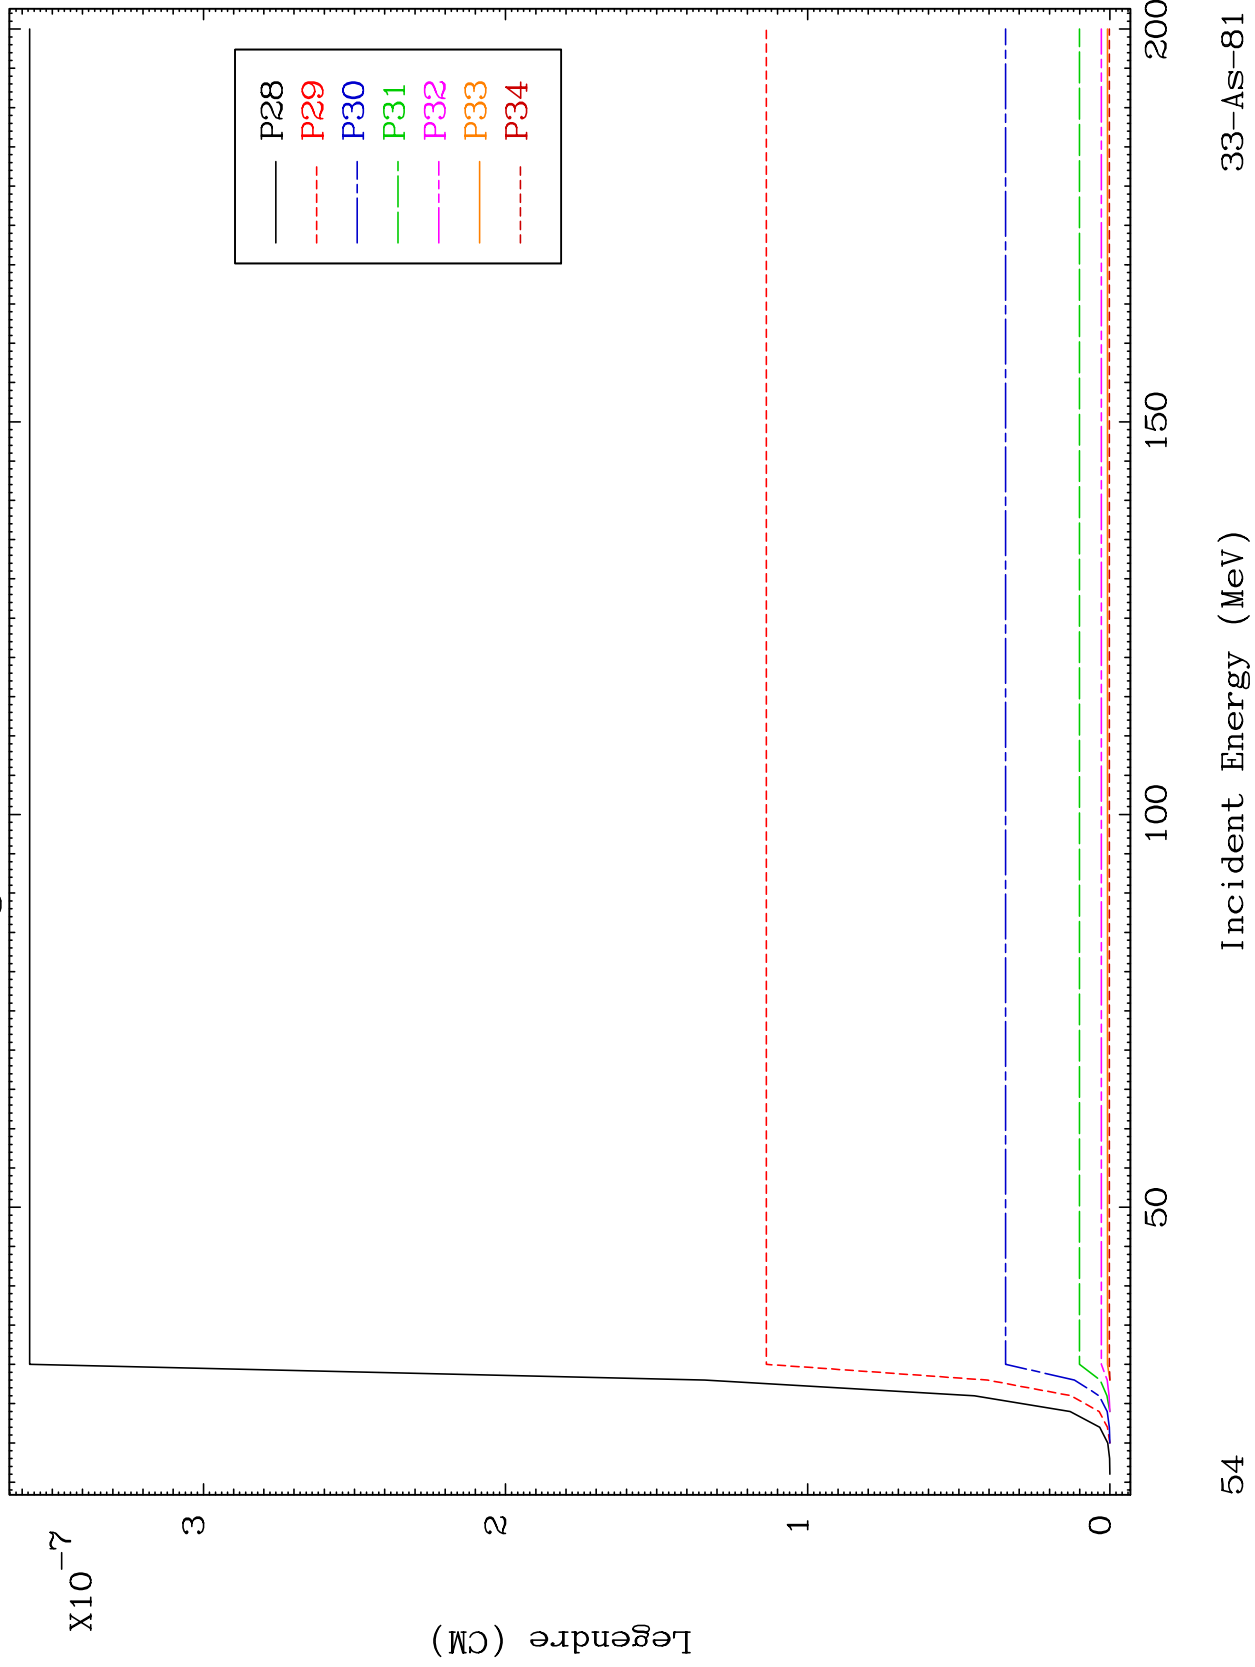 X10-7
3
2
1
0
Legendre (CM)
P28
P29
P30
P31
P32
P33
P34
50
100
150
200
54
Incident Energy (MeV)
33-As-81